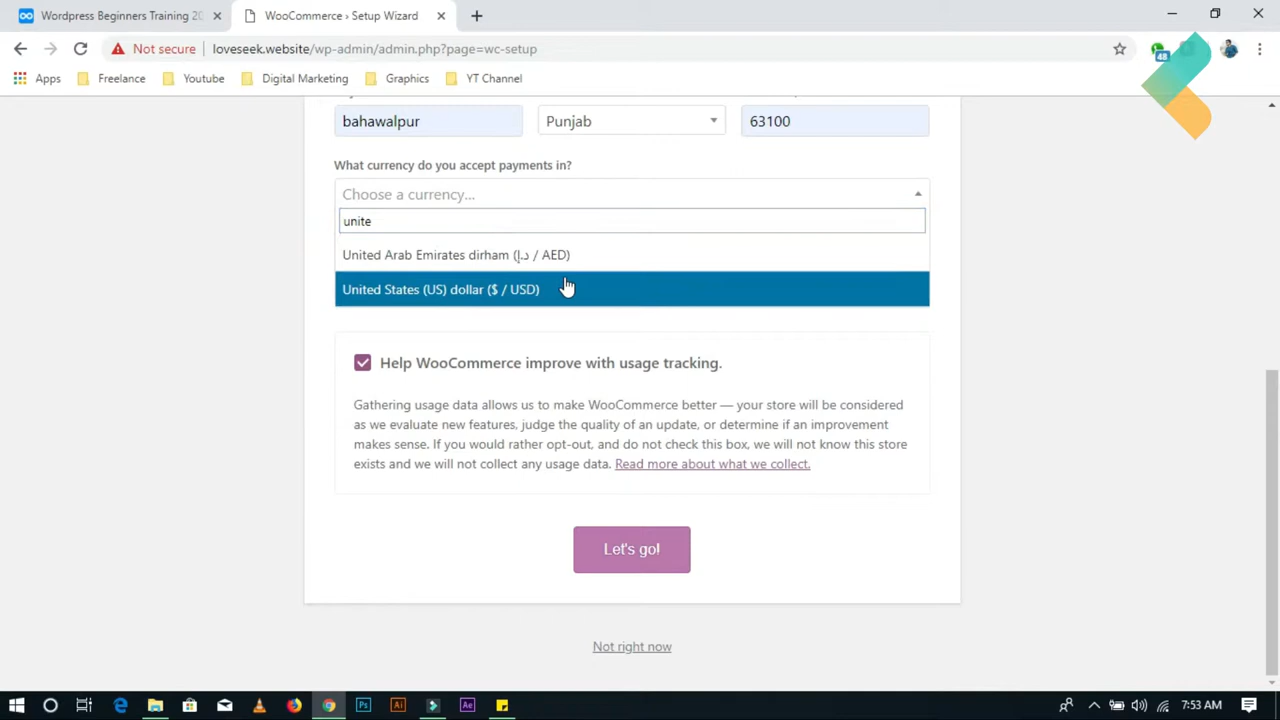 Wordpress Beginners Training 20
WooCommerce › Setup Wizard
Not secure
loveseek.website/wp-admin/admin.php?page=wc-setup
48
Apps
Freelance
Youtube
Digital Marketing
Graphics
YT Channel
bahawalpur
Punjab
63100
What currency do you accept payments in?
Choose a currency...
unite
United Arab Emirates dirham (د.إ / AED)
United States (US) dollar ($ / USD)
Help WooCommerce improve with usage tracking.
Gathering usage data allows us to make WooCommerce better — your store will be considered
as we evaluate new features, judge the quality of an update, or determine if an improvement
makes sense. If you would rather opt-out, and do not check this box, we will not know this store
exists and we will not collect any usage data. Read more about what we collect.
Let's go!
Not right now
Ps
Ai
Ae
7:53 AM